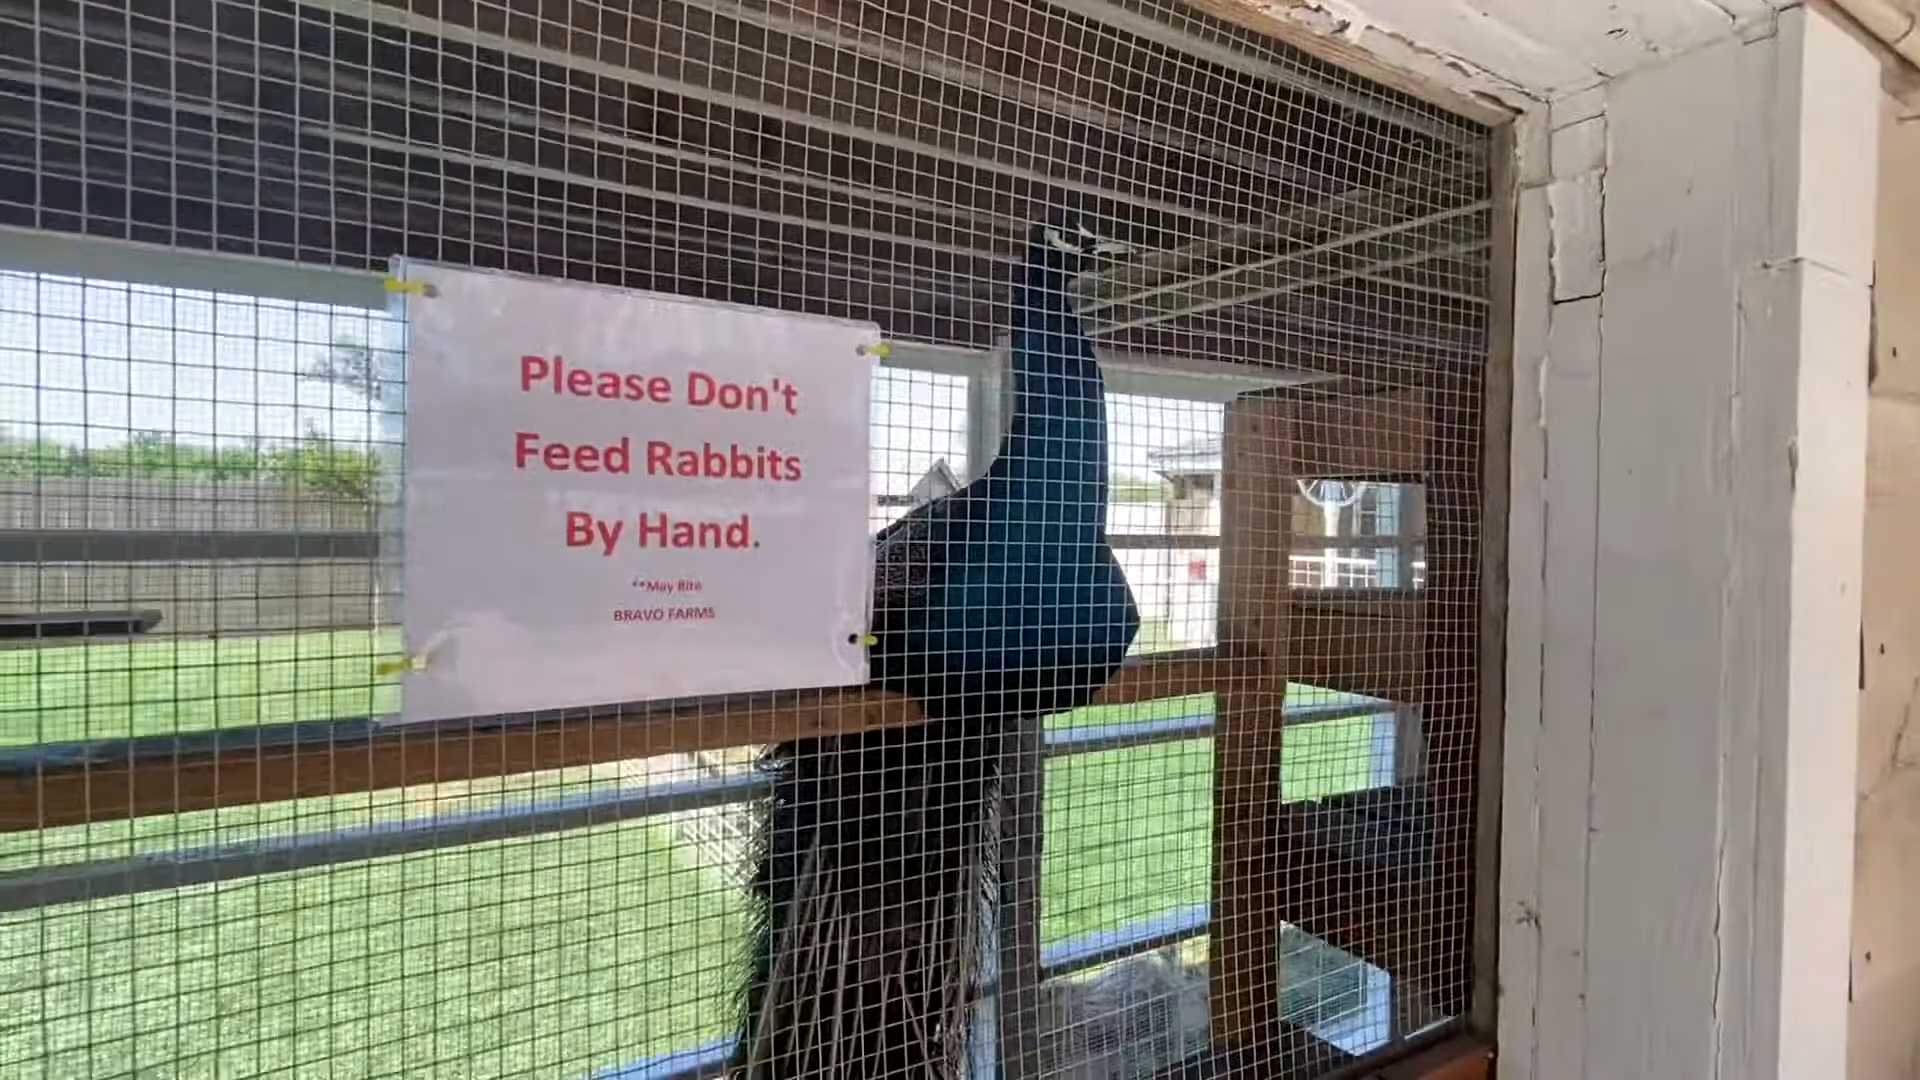 Please Don't
Feed Rabbits
By Hand.
**May Bite
BRAVO FARMS